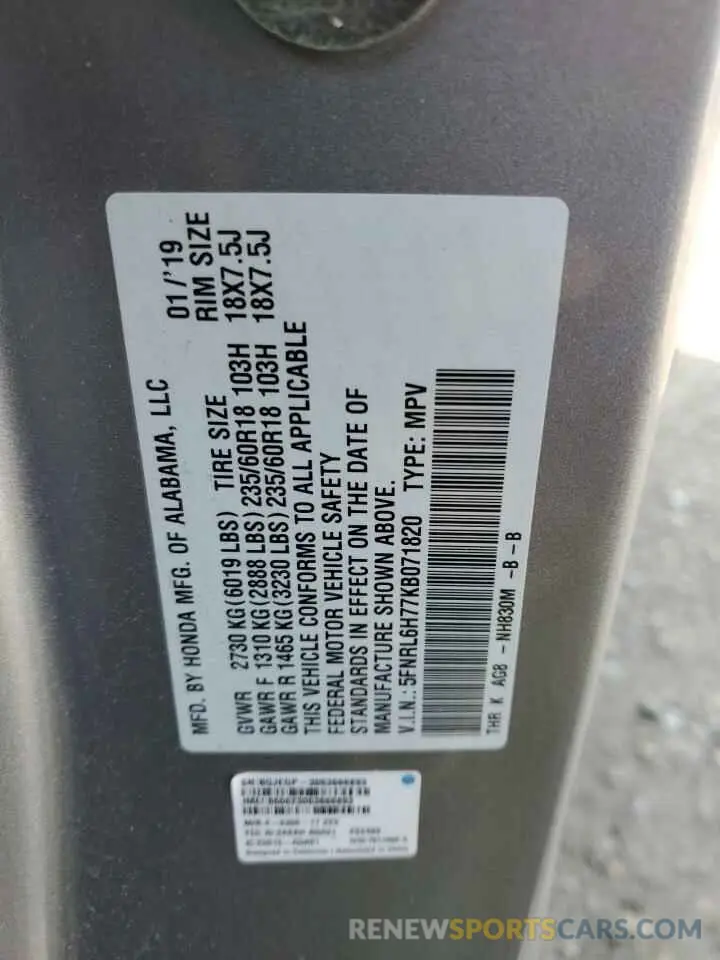 MFD. BY HONDA MFG. OF ALABAMA, LLC 01/'19
GVWR 2730 KG(6019 LBS) TIRE SIZE RIM SIZE
GAWR F 1310 KG(2888 LBS) 235/60R18 103H 18X7.5J
GAWR R 1465 KG(3230 LBS) 235/60R18 103H 18X7.5J
THIS VEHICLE CONFORMS TO ALL APPLICABLE
FEDERAL MOTOR VEHICLE SAFETY
STANDARDS IN EFFECT ON THE DATE OF
MANUFACTURE SHOWN ABOVE.
V.I.N.: 5FNRL6H77KB071820 TYPE: MPV
THR K AG8 -NH830M -B-B
RENEWSPORTSCARS.COM